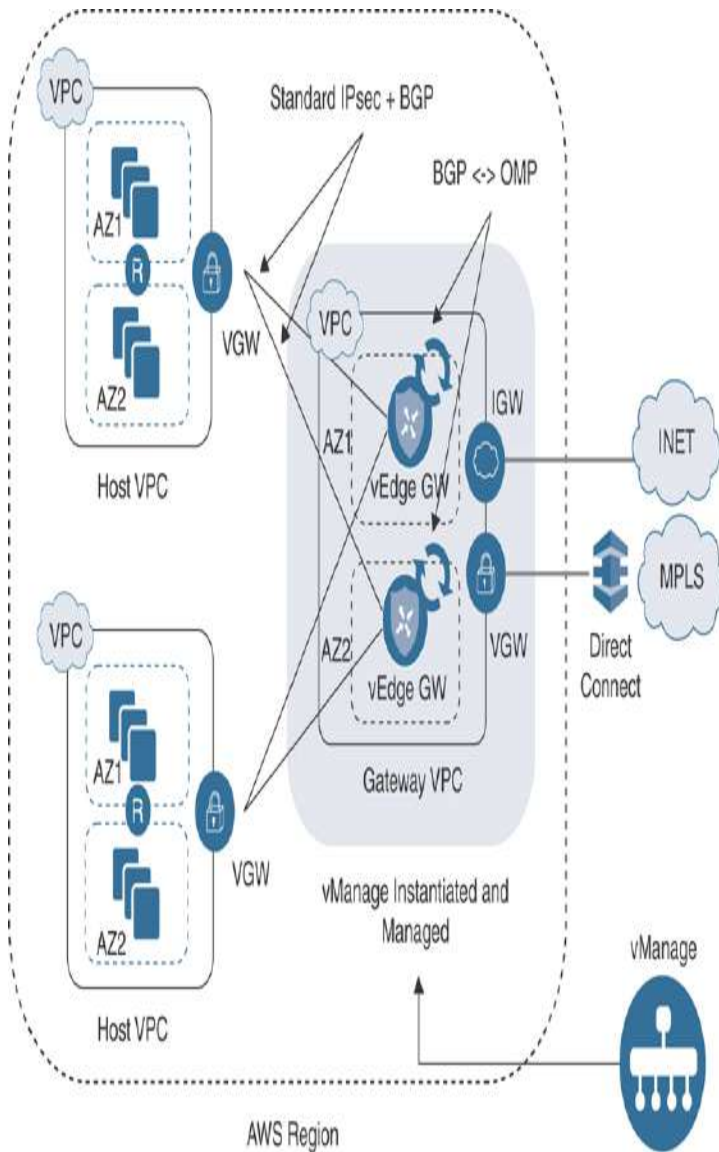 VPC
Standard IPsec + BGP
BGP <-> OMP
AZ1
R
AZ2
VGW
Host VPC
VPC
AZ1
vEdge GW
IGW
INET
AZ2
vEdge GW
VGW
Direct
Connect
MPLS
Gateway VPC
VPC
AZ1
R
AZ2
VGW
Host VPC
vManage Instantiated and
Managed
vManage
AWS Region